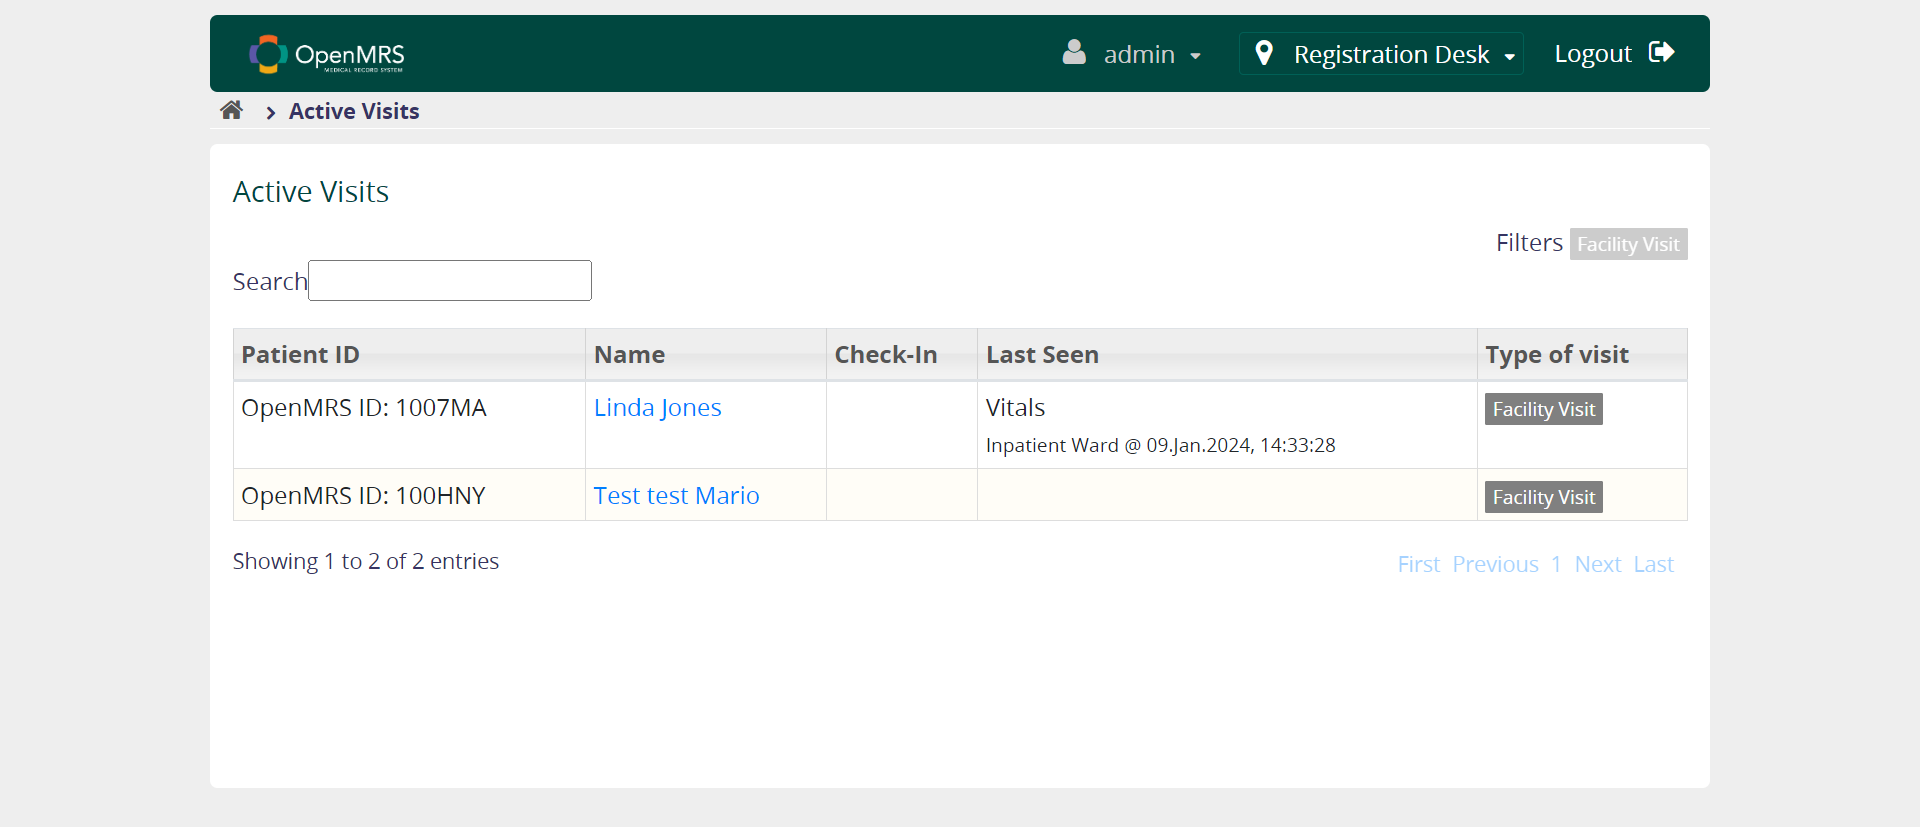 OpenMRS
MEDICAL RECORD SYSTEM
admin
Registration Desk
Logout
Active Visits
Active Visits
Filters Facility Visit
Search
Patient ID Name Check-In Last Seen Type of visit
OpenMRS ID: 1007MA Linda Jones Vitals Facility Visit
Inpatient Ward @ 09.Jan.2024, 14:33:28
OpenMRS ID: 100HNY Test test Mario Facility Visit
Showing 1 to 2 of 2 entries
First Previous 1 Next Last